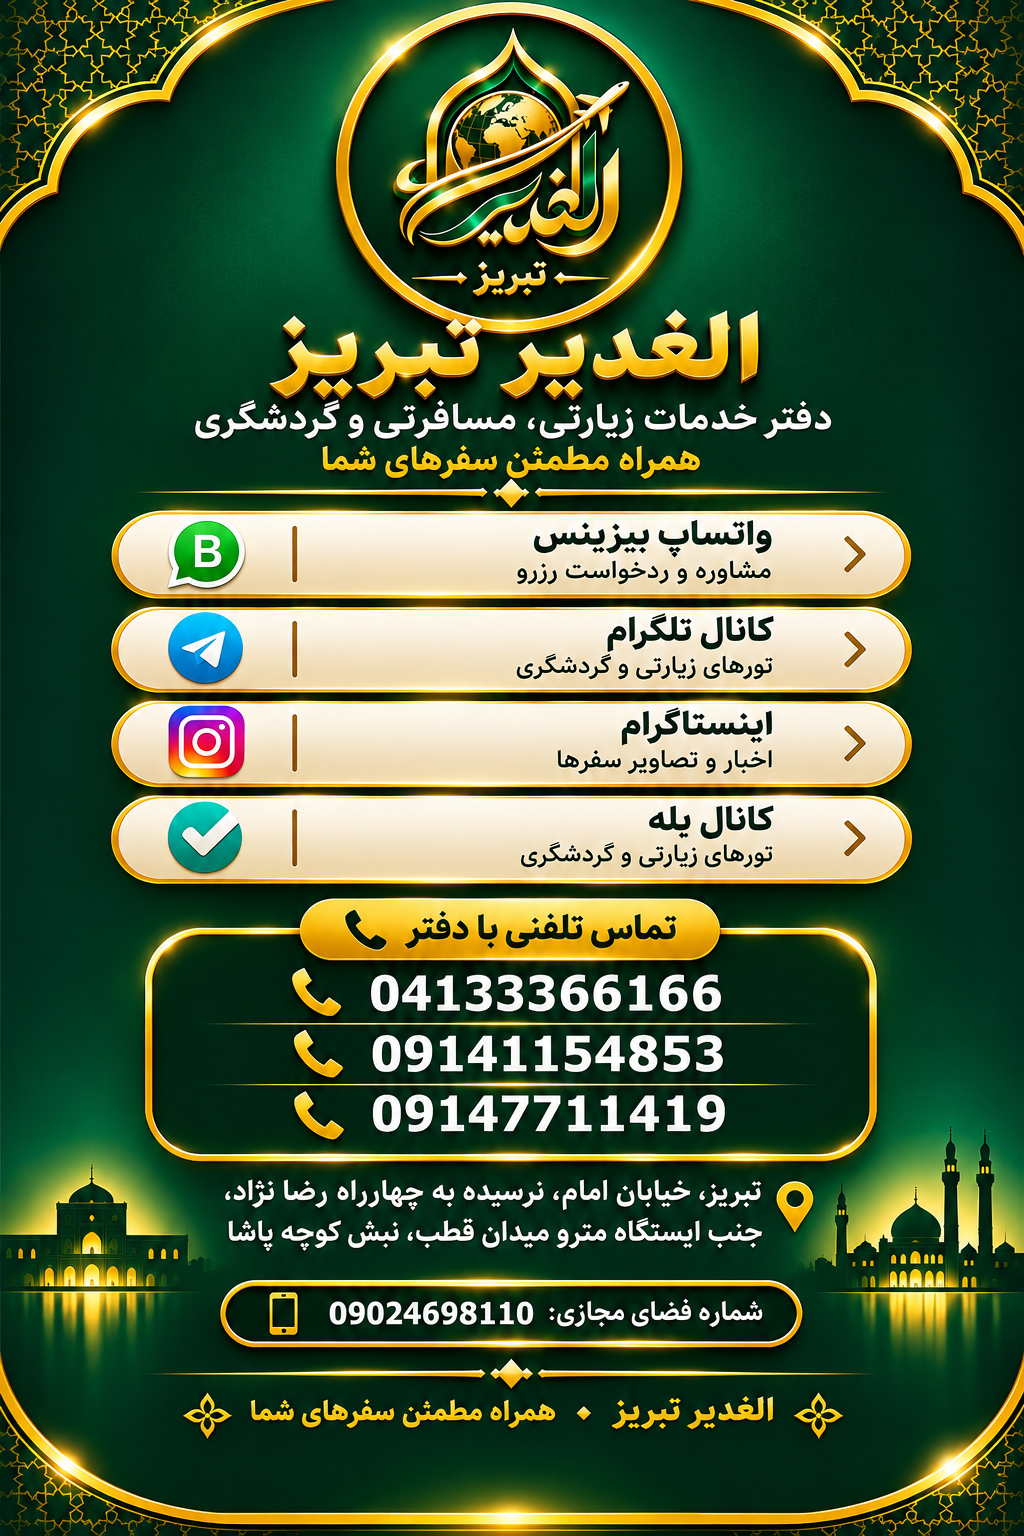 الغدیر
تبریز
الغدیر تبریز
دفتر خدمات زیارتی، مسافرتی و گردشگری
همراه مطمئن سفرهای شما
واتساپ بیزینس
مشاوره و ردخواست رزرو
B
کانال تلگرام
تورهای زیارتی و گردشگری
اینستاگرام
اخبار و تصاویر سفرها
کانال یله
تورهای زیارتی و گردشگری
تماس تلفنی با دفتر
04133366166
09141154853
09147711419
تبریز، خیابان امام، نرسیده به چهارراه رضا نژاد،
جنب ایستگاه مترو میدان قطب، نبش کوچه پاشا
شماره فضای مجازی: 09024698110
الغدیر تبریز ◆ همراه مطمئن سفرهای شما